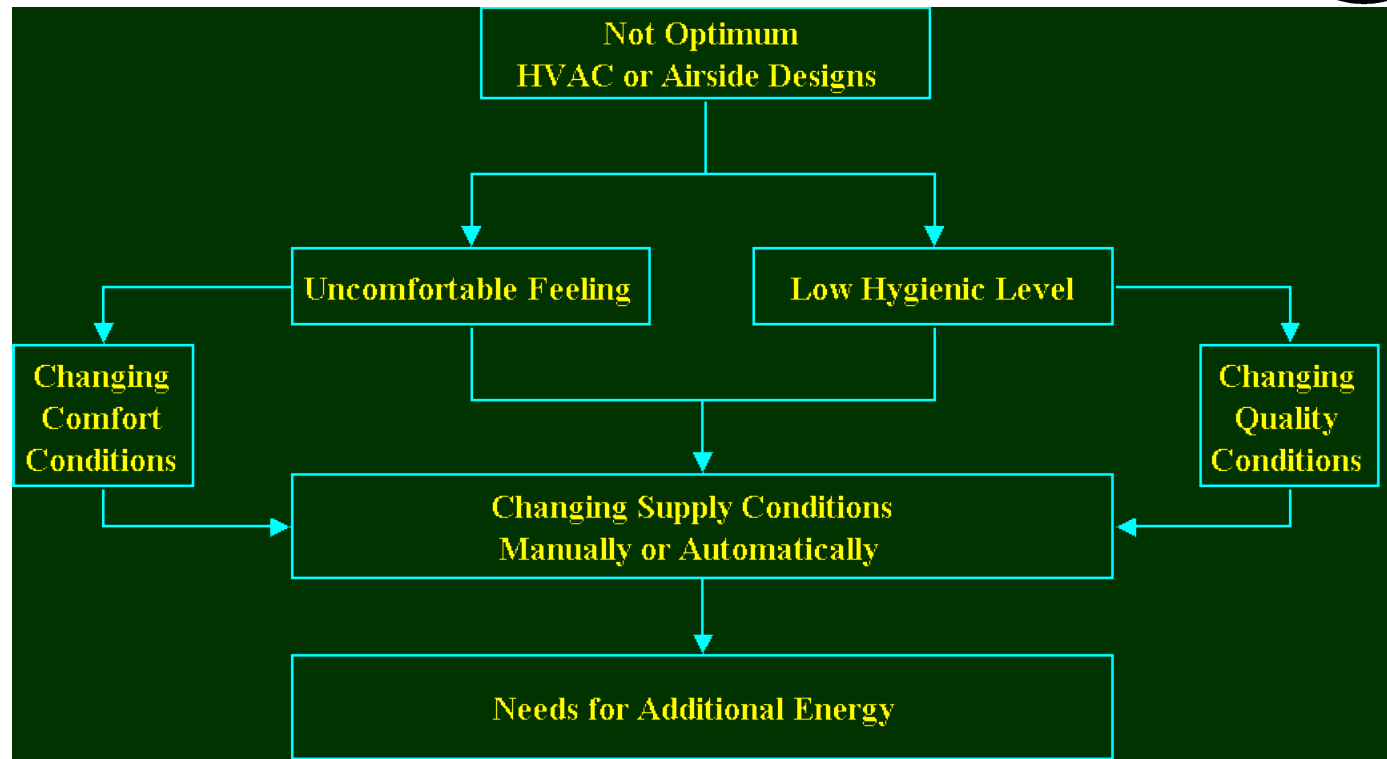 Not Optimum
HVAC or Airside Designs
Uncomfortable Feeling
Low Hygienic Level
Changing
Comfort
Conditions
Changing
Quality
Conditions
Changing Supply Conditions
Manually or Automatically
Needs for Additional Energy